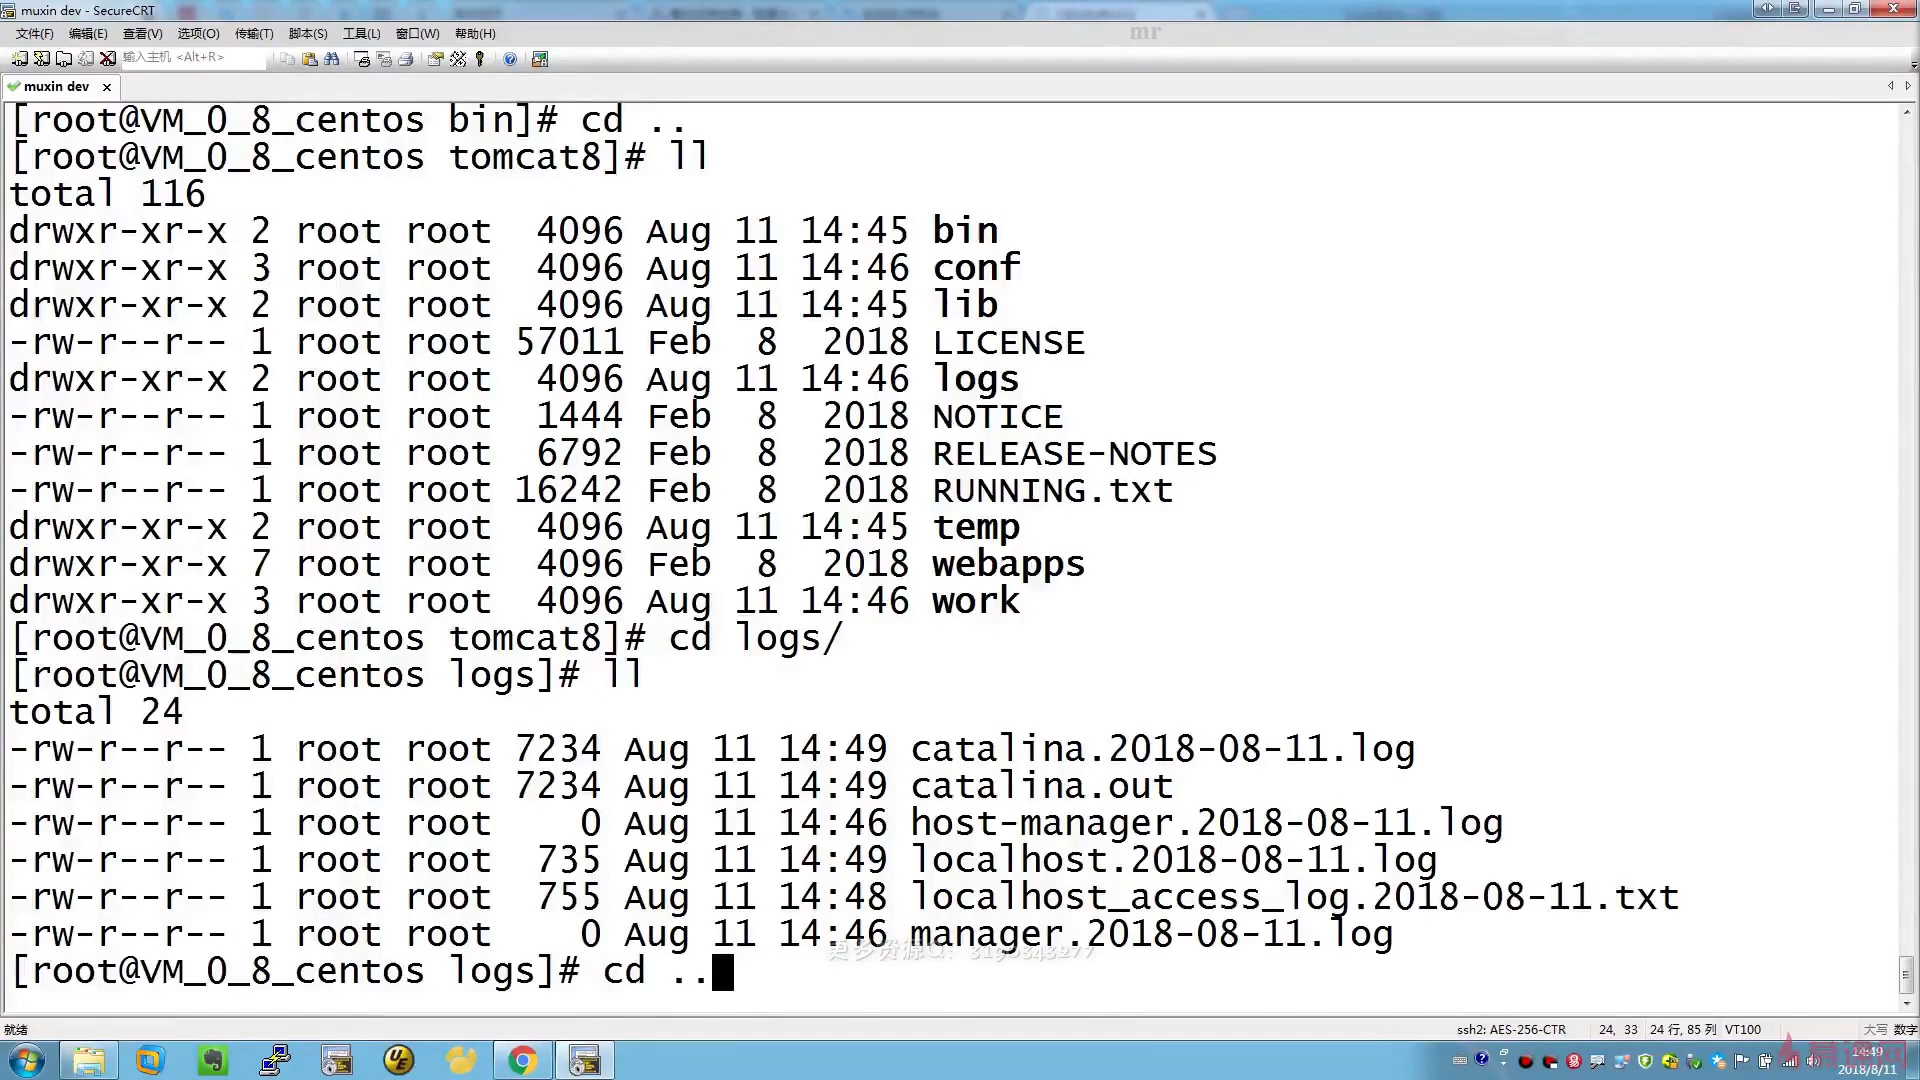 muxin dev - SecureCRT
文件(F) 编辑(E) 查看(V) 选项(O) 传输(T) 脚本(S) 工具(L) 窗口(W) 帮助(H)
mr
输入主机 <Alt+R>
muxin dev
[root@VM_0_8_centos bin]# cd ..
[root@VM_0_8_centos tomcat8]# ll
total 116
drwxr-xr-x 2 root root  4096 Aug 11 14:45 bin
drwxr-xr-x 3 root root  4096 Aug 11 14:46 conf
drwxr-xr-x 2 root root  4096 Aug 11 14:45 lib
-rw-r--r-- 1 root root 57011 Feb  8  2018 LICENSE
drwxr-xr-x 2 root root  4096 Aug 11 14:46 logs
-rw-r--r-- 1 root root  1444 Feb  8  2018 NOTICE
-rw-r--r-- 1 root root  6792 Feb  8  2018 RELEASE-NOTES
-rw-r--r-- 1 root root 16242 Feb  8  2018 RUNNING.txt
drwxr-xr-x 2 root root  4096 Aug 11 14:45 temp
drwxr-xr-x 7 root root  4096 Feb  8  2018 webapps
drwxr-xr-x 3 root root  4096 Aug 11 14:46 work
[root@VM_0_8_centos tomcat8]# cd logs/
[root@VM_0_8_centos logs]# ll
total 24
-rw-r--r-- 1 root root 7234 Aug 11 14:49 catalina.2018-08-11.log
-rw-r--r-- 1 root root 7234 Aug 11 14:49 catalina.out
-rw-r--r-- 1 root root    0 Aug 11 14:46 host-manager.2018-08-11.log
-rw-r--r-- 1 root root  735 Aug 11 14:49 localhost.2018-08-11.log
-rw-r--r-- 1 root root  755 Aug 11 14:48 localhost_access_log.2018-08-11.txt
-rw-r--r-- 1 root root    0 Aug 11 14:46 manager.2018-08-11.log
更多资源Q:
[root@VM_0_8_centos logs]# cd ..
就绪
ssh2: AES-256-CTR 24, 33 24 行, 85 列 VT100 大写 数字
慕课网
14:49
2018/8/11